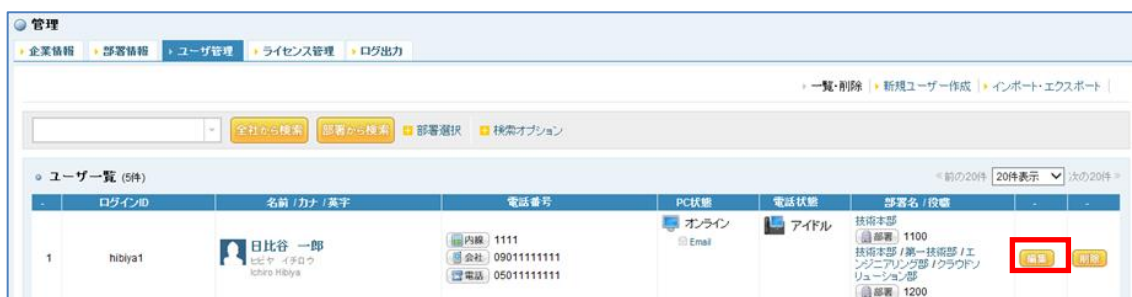 管理
企業情報 部署情報 ユーザ管理 ライセンス管理 ログ出力
一覧・削除 新規ユーザー作成 インポート・エクスポート
全社から検索 部署から検索 部署選択 検索オプション
ユーザ一覧 (5件) «前の20件 20件表示 次の20件»
- ログインID 名前 / カナ / 英字 電話番号 PC状態 電話状態 部署名 / 役職 - -
1 hibiya1
日比谷 一郎
ヒビヤ イチロウ
Ichiro Hibiya
内線 1111
会社 09011111111
電話 05011111111
オンライン
Email
アイドル
技術本部
部署 1100
技術本部 / 第一技術部 / エ
ンジニアリング部 / クラウドソ
リューション部
部署 1200
編集 削除